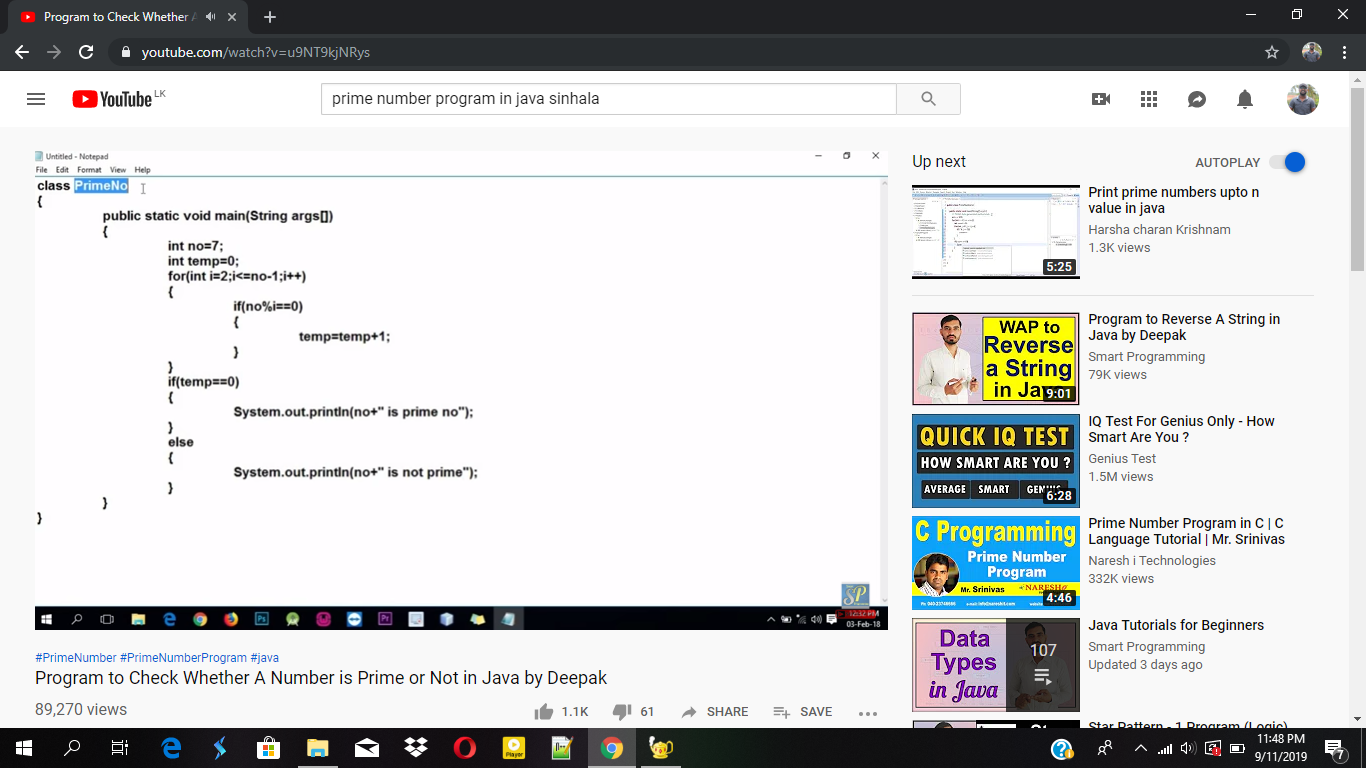 Program to Check Whether A
youtube.com/watch?v=u9NT9kjNRys
YouTube LK
prime number program in java sinhala
Untitled - Notepad
File Edit Format View Help
class PrimeNo
{
public static void main(String args[])
{
int no=7;
int temp=0;
for(int i=2;i<=no-1;i++)
{
if(no%i==0)
{
temp=temp+1;
}
}
if(temp==0)
{
System.out.println(no+" is prime no");
}
else
{
System.out.println(no+" is not prime");
}
}
}
SP
12:32 PM
03-Feb-18
#PrimeNumber #PrimeNumberProgram #java
Program to Check Whether A Number is Prime or Not in Java by Deepak
89,270 views
1.1K 61 SHARE SAVE
Up next
AUTOPLAY
5:25
Print prime numbers upto n
value in java
Harsha charan Krishnam
1.3K views
WAP to
Reverse
a String
in Java
9:01
Program to Reverse A String in
Java by Deepak
Smart Programming
79K views
QUICK IQ TEST
HOW SMART ARE YOU ?
AVERAGE SMART GENIUS
6:28
IQ Test For Genius Only - How
Smart Are You ?
Genius Test
1.5M views
C Programming
Prime Number
Program
Mr. Srinivas NARESH
4:46
Prime Number Program in C | C
Language Tutorial | Mr. Srinivas
Naresh i Technologies
332K views
Data
Types
in Java
107
Java Tutorials for Beginners
Smart Programming
Updated 3 days ago
Star Pattern - 1 Program (Logic)
Player
11:48 PM
9/11/2019
7